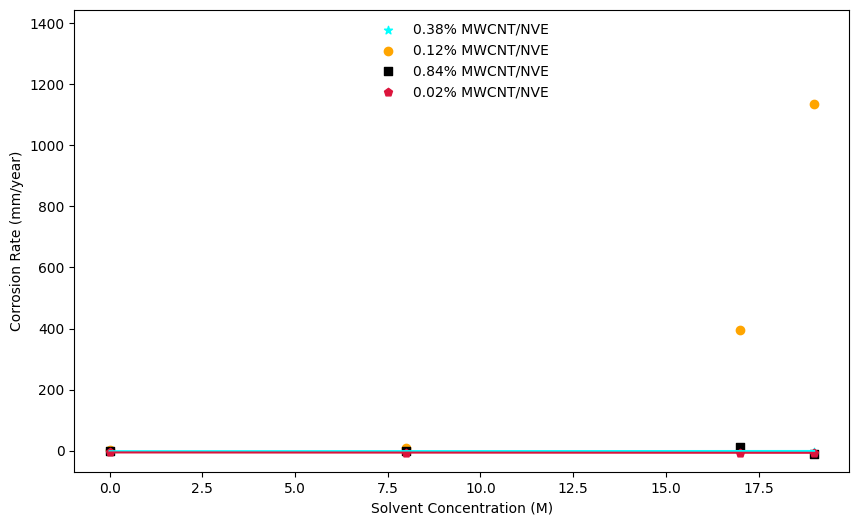 0.38% MWCNT/NVE
0.12% MWCNT/NVE
0.84% MWCNT/NVE
0.02% MWCNT/NVE
Corrosion Rate (mm/year)
1400
1200
1000
800
600
400
200
0
0.0 2.5 5.0 7.5 10.0 12.5 15.0 17.5
Solvent Concentration (M)